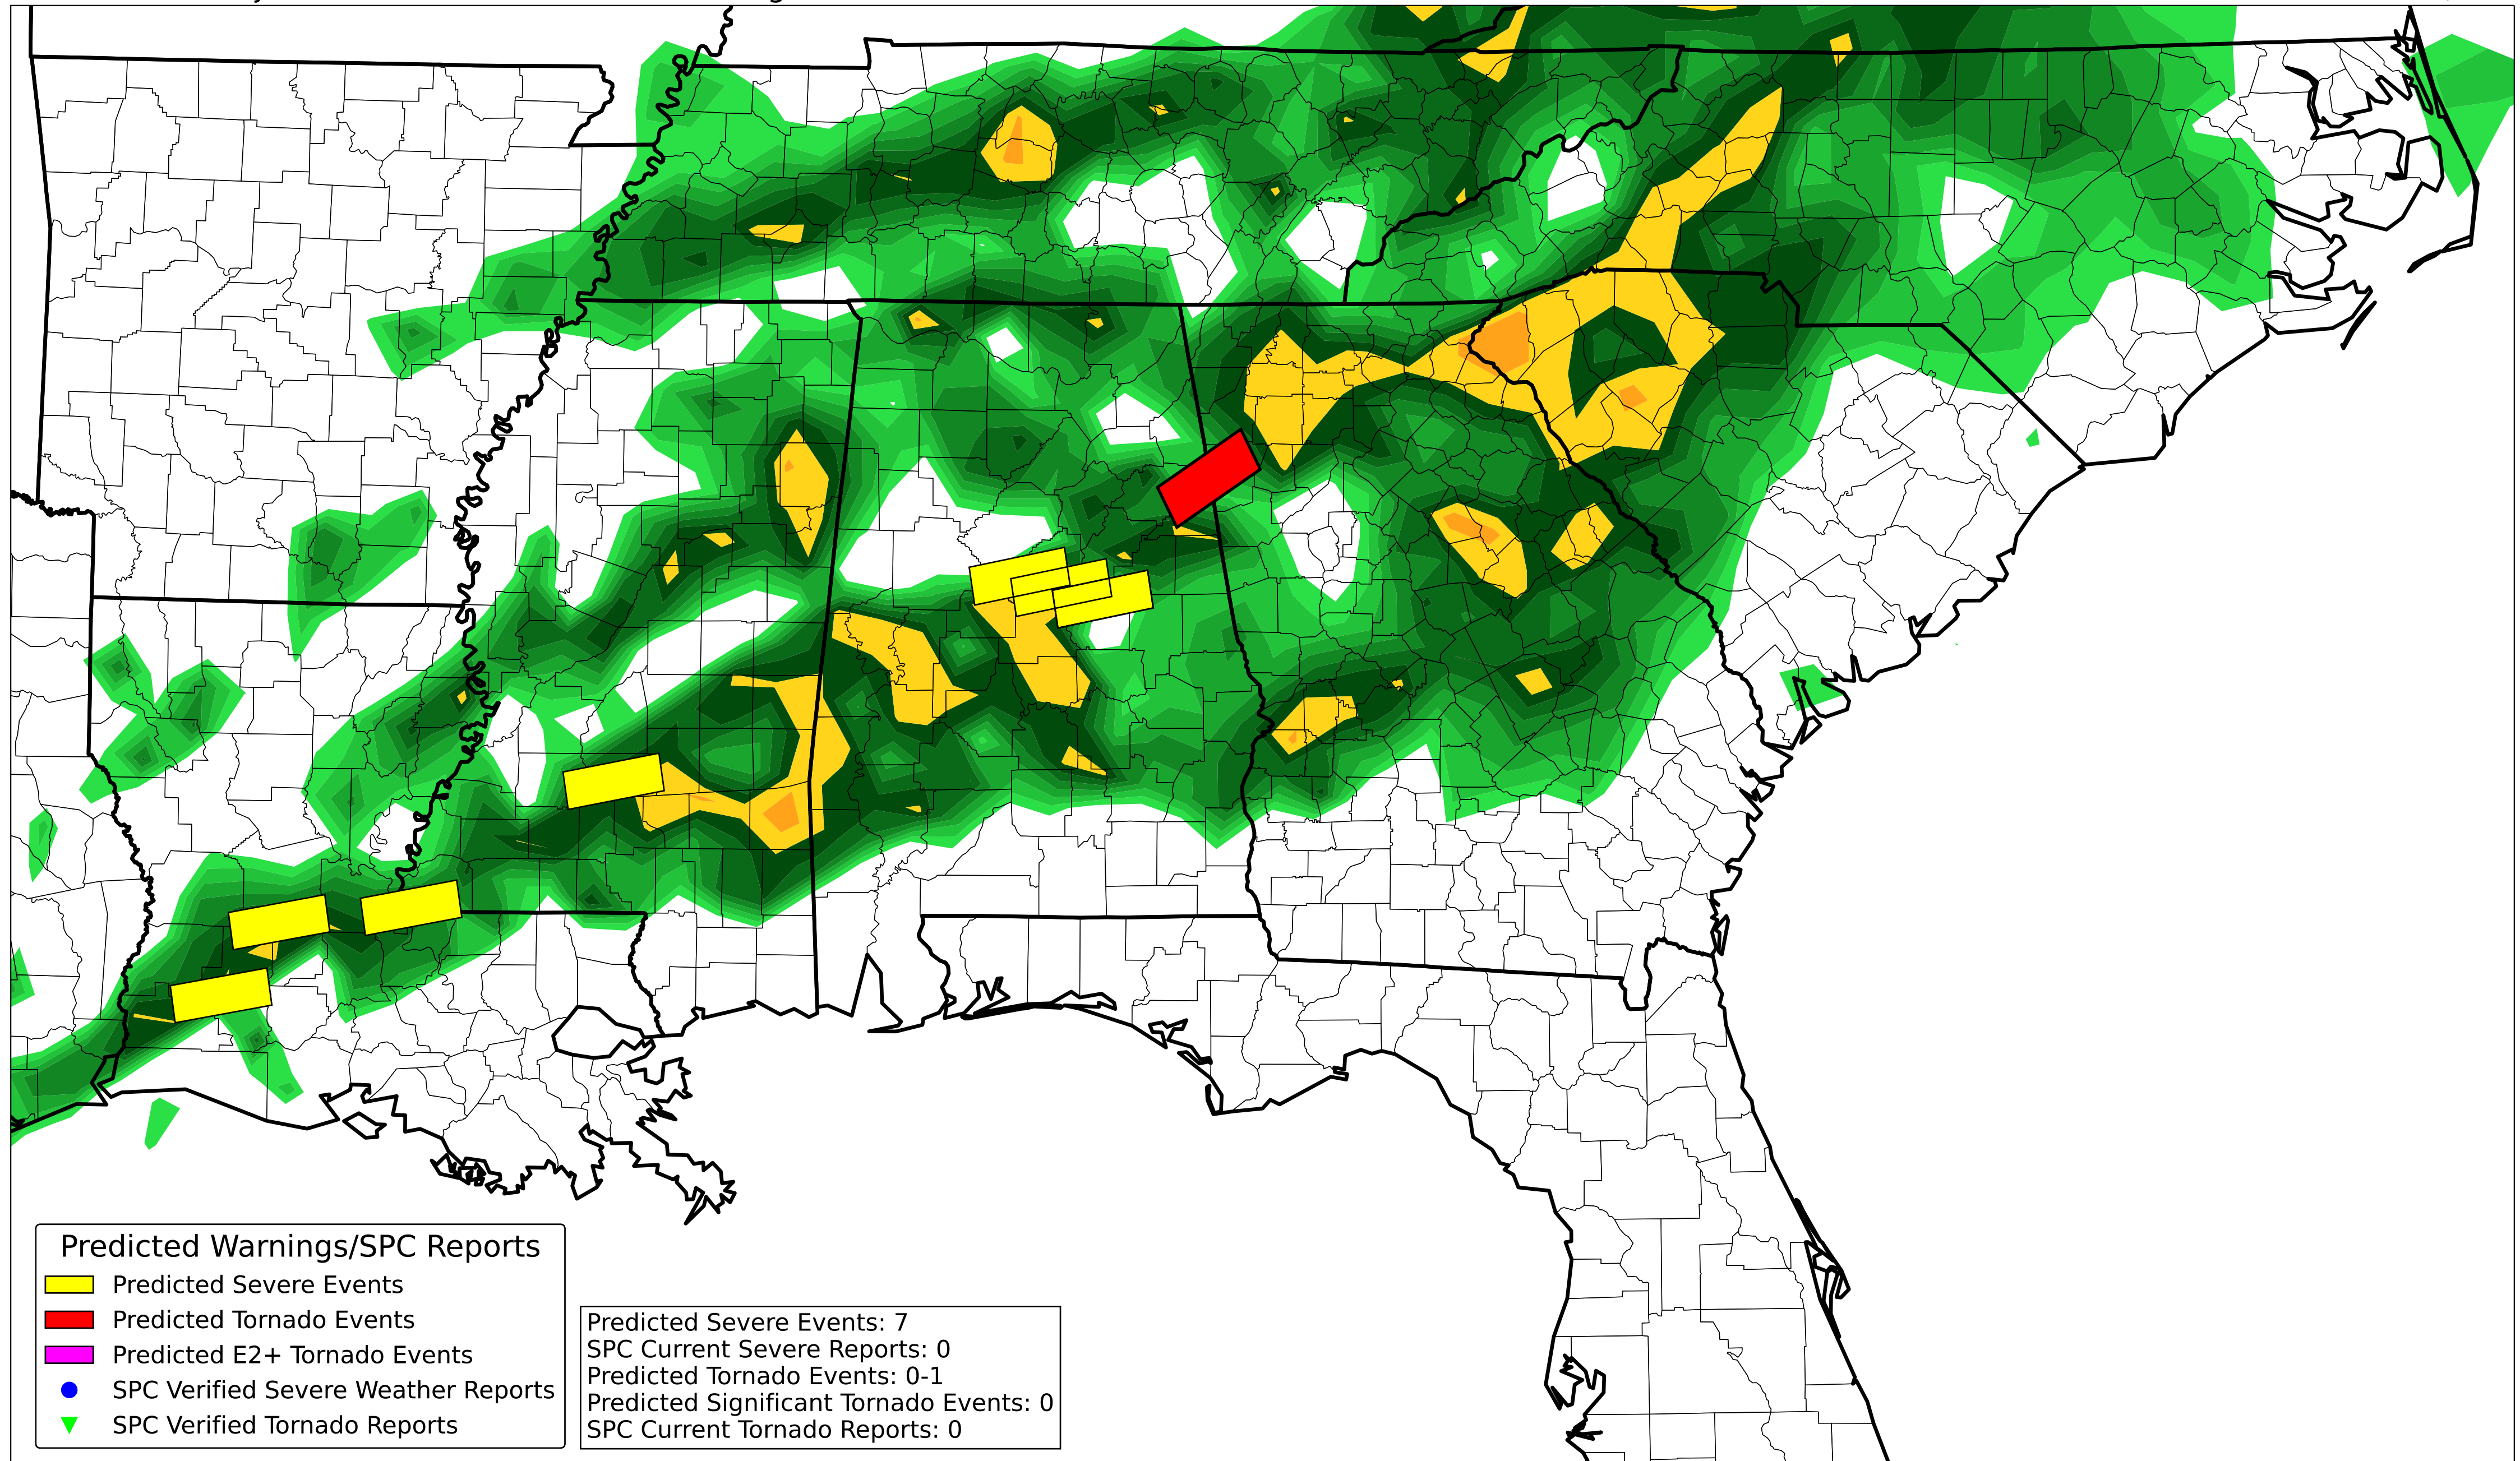 Predicted Warnings/SPC Reports
Predicted Severe Events
Predicted Tornado Events
Predicted E2+ Tornado Events
SPC Verified Severe Weather Reports
SPC Verified Tornado Reports
Predicted Severe Events: 7
SPC Current Severe Reports: 0
Predicted Tornado Events: 0-1
Predicted Significant Tornado Events: 0
SPC Current Tornado Reports: 0